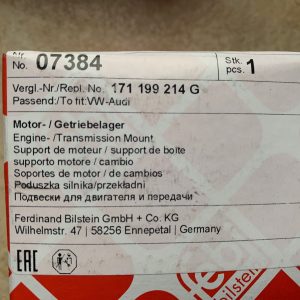 Nr.
No. 07384
Stk.
pcs. 1
Vergl.-Nr./Repl. No. 171 199 214 G
Passend:/To fit:VW-Audi
Motor- / Getriebelager
Engine- /Transmission Mount
Support de moteur / support de boîte
supporto motore / cambio
Soportes de motor / de cambios
Poduszka silnika/przekładni
Подвески для двигателя и передачи
Ferdinand Bilstein GmbH + Co. KG
Wilhelmstr. 47 | 58256 Ennepetal | Germany
EAC
bilstein